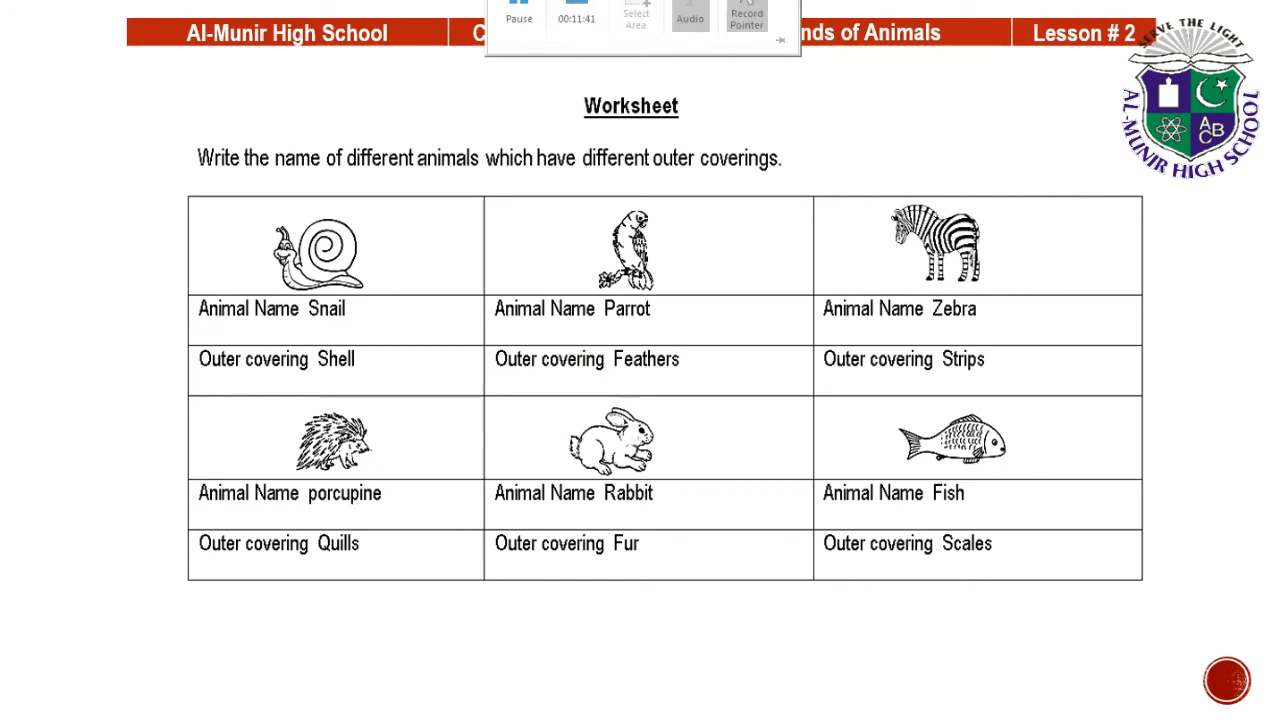 Pause
00:11:41
Select Area
Audio
Record Pointer
Al-Munir High School
C
nds of Animals
Lesson # 2
SERVE THE LIGHT
ABC
AL-MUNIR HIGH SCHOOL
Worksheet
Write the name of different animals which have different outer coverings.
Animal Name Snail
Animal Name Parrot
Animal Name Zebra
Outer covering Shell
Outer covering Feathers
Outer covering Strips
Animal Name porcupine
Animal Name Rabbit
Animal Name Fish
Outer covering Quills
Outer covering Fur
Outer covering Scales